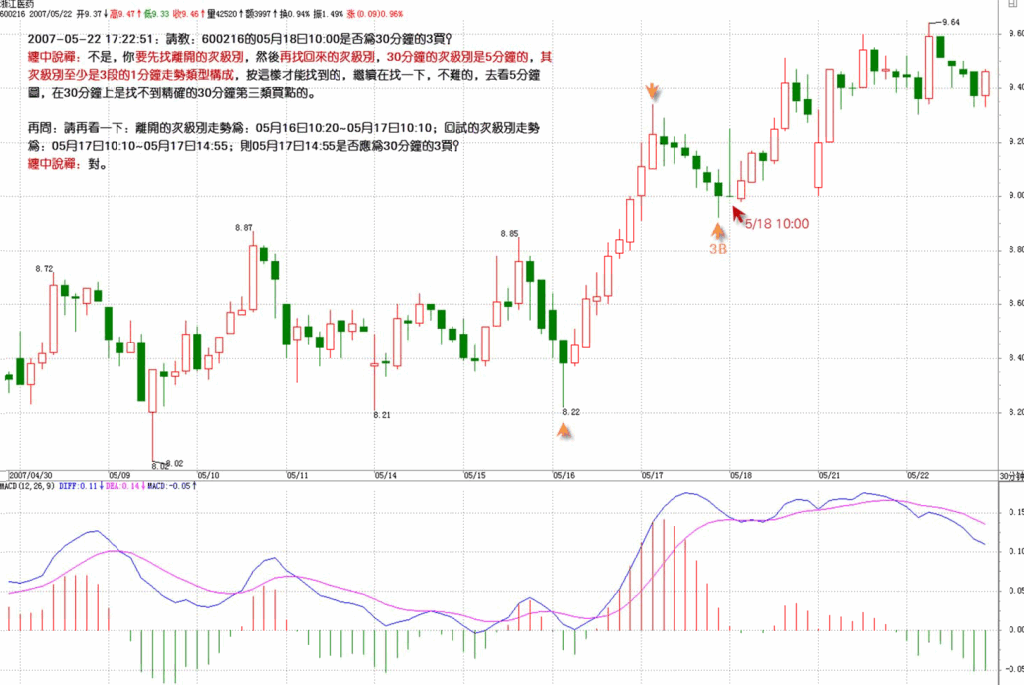 浙江医药
600216 2007/05/22 开9.37↓高9.47↑低9.33 收9.46↑量42520↑额3997↑换0.94% 振1.49% 涨(0.09)0.96%
2007-05-22 17:22:51：請教：600216的05月18日10:00是否為30分鐘的3買？
纏中說禪：不是，你要先找離開的次級別，然後再找回來的次級別，30分鐘的次級別是5分鐘的，其
次級別至少是3段的1分鐘走勢類型構成，按這樣才能找到的，繼續在找一下，不難的，去看5分鐘
圖，在30分鐘上是找不到精確的30分鐘第三類買點的。
再問：請再看一下：離開的次級別走勢為：05月16日10:20~05月17日10:10；回試的次級別走勢
為：05月17日10:10~05月17日14:55；則05月17日14:55是否應為30分鐘的3買？
纏中說禪：對。
9.64
9.60
9.40
9.20
9.00
5/18 10:00
3B
8.87
8.85
8.80
8.72
8.60
8.40
8.21
8.22
8.20
8.02
8.02
2007/04/30 05/09 05/10 05/11 05/14 05/15 05/16 05/17 05/18 05/21 05/22 30分钟
MACD(12,26,9) DIFF:0.11↓DEA:0.14↓MACD:-0.05↑
0.15
0.10
0.05
0.00
-0.05